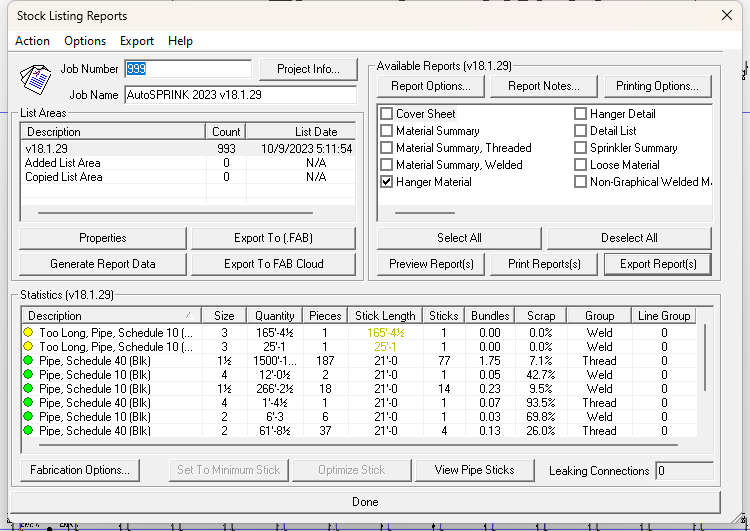 Stock Listing Reports
Action Options Export Help
Job Number 999 Project Info...
Job Name AutoSPRINK 2023 v18.1.29
Available Reports (v18.1.29)
Report Options... Report Notes... Printing Options...
Cover Sheet Hanger Detail
Material Summary Detail List
Material Summary, Threaded Sprinkler Summary
Material Summary, Welded Loose Material
Hanger Material Non-Graphical Welded M
List Areas
Description Count List Date
v18.1.29 993 10/9/2023 5:11:54
Added List Area 0 N/A
Copied List Area 0 N/A
Properties Export To (.FAB) Select All Deselect All
Generate Report Data Export To FAB Cloud Preview Report(s) Print Reports(s) Export Report(s)
Statistics (v18.1.29)
Description Size Quantity Pieces Stick Length Sticks Bundles Scrap Group Line Group
Too Long, Pipe, Schedule 10 (... 3 165'-4½ 1 165'-4½ 1 0.00 0.0% Weld 0
Too Long, Pipe, Schedule 10 (... 3 25'-1 1 25'-1 1 0.00 0.0% Weld 0
Pipe, Schedule 40 (Blk) 1½ 1500'-1... 187 21'-0 77 1.75 7.1% Thread 0
Pipe, Schedule 10 (Blk) 4 12'-0½ 2 21'-0 1 0.05 42.7% Weld 0
Pipe, Schedule 10 (Blk) 1½ 266'-2½ 18 21'-0 14 0.23 9.5% Weld 0
Pipe, Schedule 40 (Blk) 4 1'-4½ 1 21'-0 1 0.07 93.5% Thread 0
Pipe, Schedule 10 (Blk) 2 6'-3 6 21'-0 1 0.03 69.8% Weld 0
Pipe, Schedule 40 (Blk) 2 61'-8½ 37 21'-0 4 0.13 26.0% Thread 0
Fabrication Options... Set To Minimum Stick Optimize Stick View Pipe Sticks Leaking Connections 0
Done